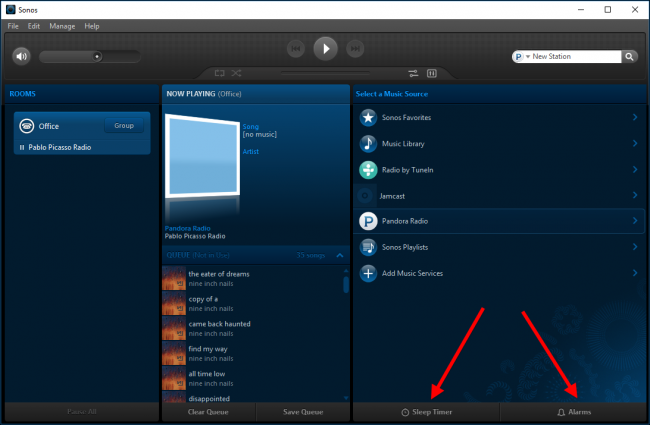 Sonos
File Edit Manage Help
P New Station
ROOMS
Office Group
Pablo Picasso Radio
NOW PLAYING (Office)
Song
[no music]
Artist
Pandora Radio
Pablo Picasso Radio
QUEUE (Not in Use) 55 songs
the eater of dreams
nine inch nails
copy of a
nine inch nails
came back haunted
nine inch nails
find my way
nine inch nails
all time low
nine inch nails
disappointed
Select a Music Source
Sonos Favorites
Music Library
Radio by TuneIn
Jamcast
P Pandora Radio
Sonos Playlists
Add Music Services
Pause All
Clear Queue Save Queue
Sleep Timer Alarms